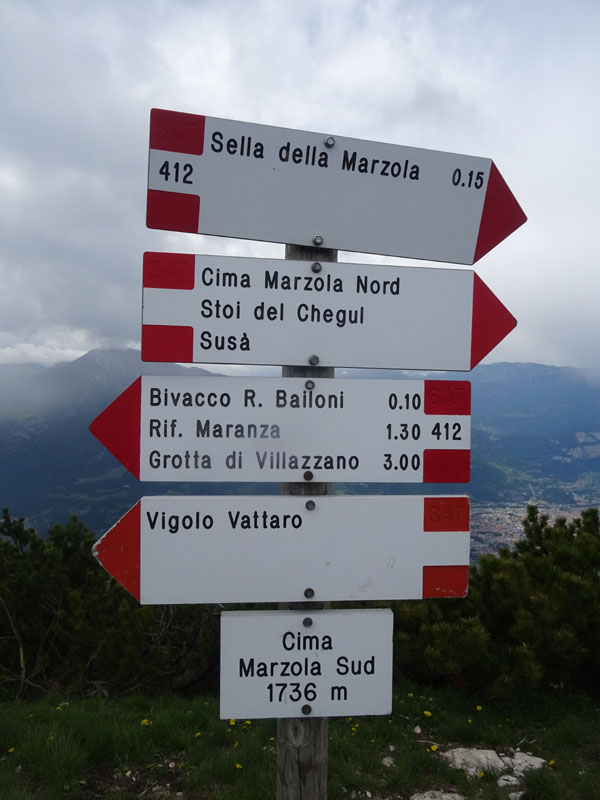 SAT
Sella della Marzola 0.15
412
SAT
Cima Marzola Nord
Stoi del Chegul
Susà
Bivacco R. Bailoni 0.10 SAT
Rif. Maranza 1.30 412
Grotta di Villazzano 3.00
Vigolo Vattaro SAT
Cima
Marzola Sud
1736 m